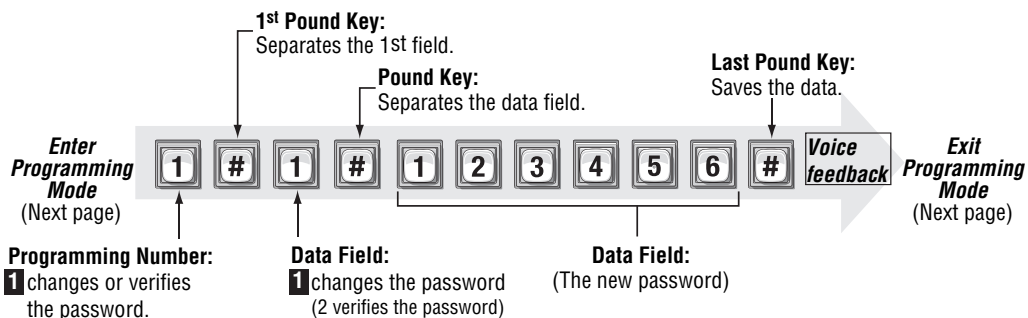 1st Pound Key:
Separates the 1st field.
Pound Key:
Separates the data field.
Last Pound Key:
Saves the data.
Enter
Programming
Mode
(Next page)
1 # 1 # 1 2 3 4 5 6 #
Voice
feedback
Exit
Programming
Mode
(Next page)
Programming Number:
1 changes or verifies
the password.
Data Field:
1 changes the password
(2 verifies the password)
Data Field:
(The new password)